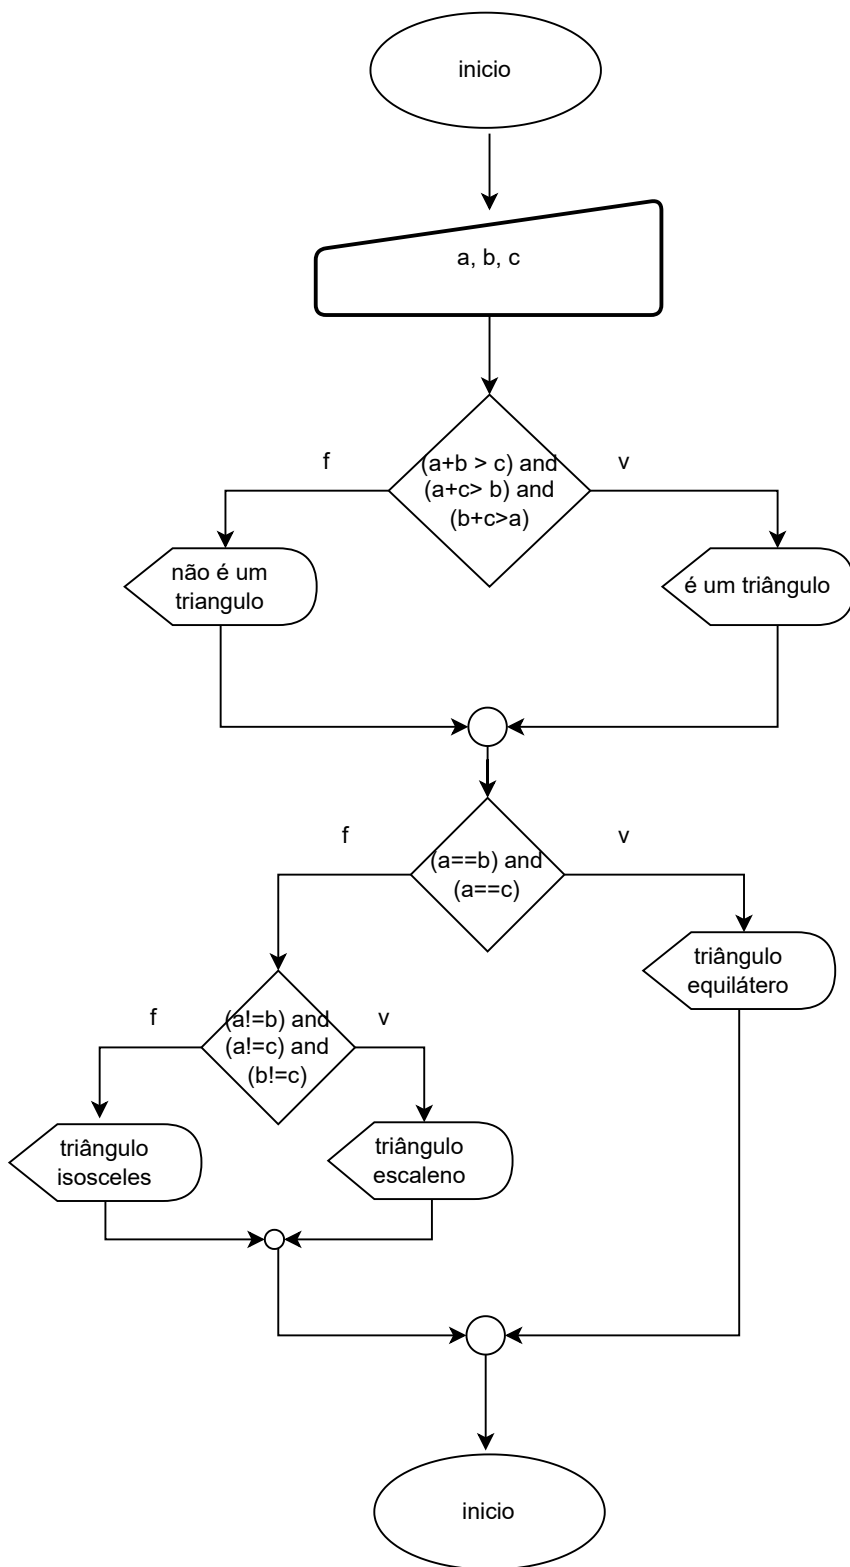 inicio
a, b, c
f
v
(a+b > c) and
(a+c> b) and
(b+c>a)
não é um
triangulo
é um triângulo
f
v
(a==b) and
(a==c)
triângulo
equilátero
f
v
(a!=b) and
(a!=c) and
(b!=c)
triângulo
isosceles
triângulo
escaleno
inicio